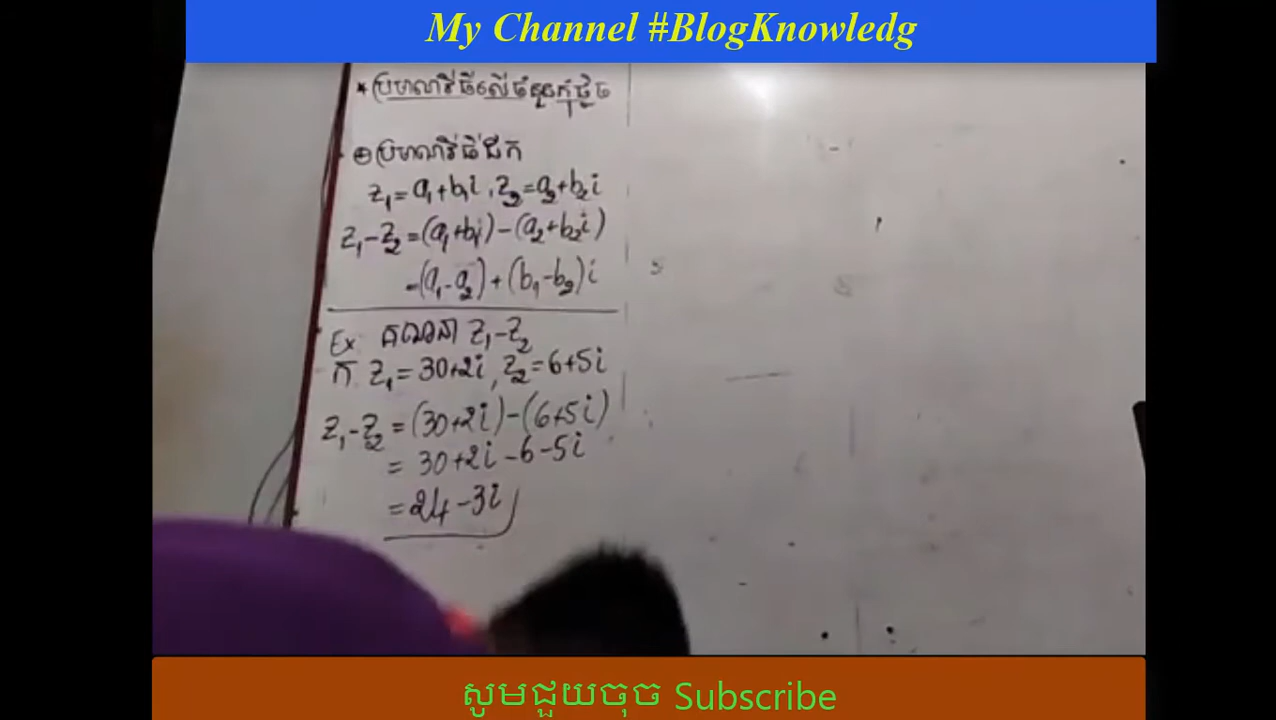 My Channel #BlogKnowledg
* ប្រមាណវិធីលើចំនួនកុំផ្លិច
⊕ប្រមាណវិធីដក
z₁=a₁+b₁i , z₂=a₂+b₂i
z₁-z₂=(a₁+b₁i)-(a₂+b₂i)
=(a₁-a₂)+(b₁-b₂)i
Ex គណនា z₁-z₂
ក z₁=30+2i, z₂=6+5i
z₁-z₂=(30+2i)-(6+5i)
= 30+2i-6-5i
=24-3i
សូមជួយចុច Subscribe